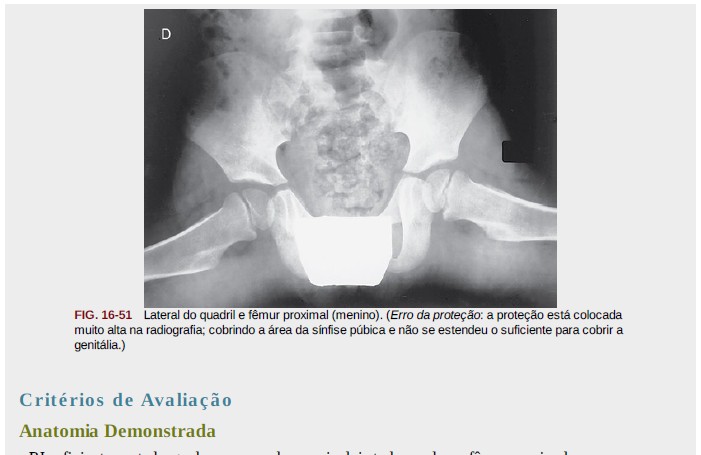 D
FIG. 16-51 Lateral do quadril e fêmur proximal (menino). (Erro da proteção: a proteção está colocada
muito alta na radiografia; cobrindo a área da sínfise púbica e não se estendeu o suficiente para cobrir a
genitália.)
Critérios de Avaliação
Anatomia Demonstrada